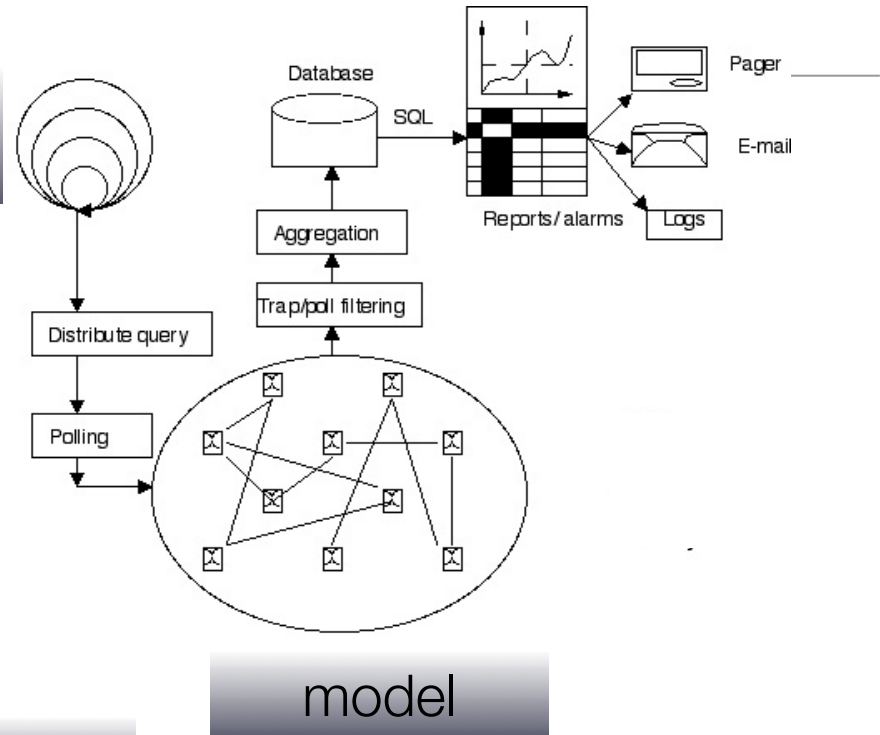 Database
SQL
Pager
E-mail
Reports/alarms
Logs
Aggregation
Trap/poll filtering
Distribute query
Polling
model